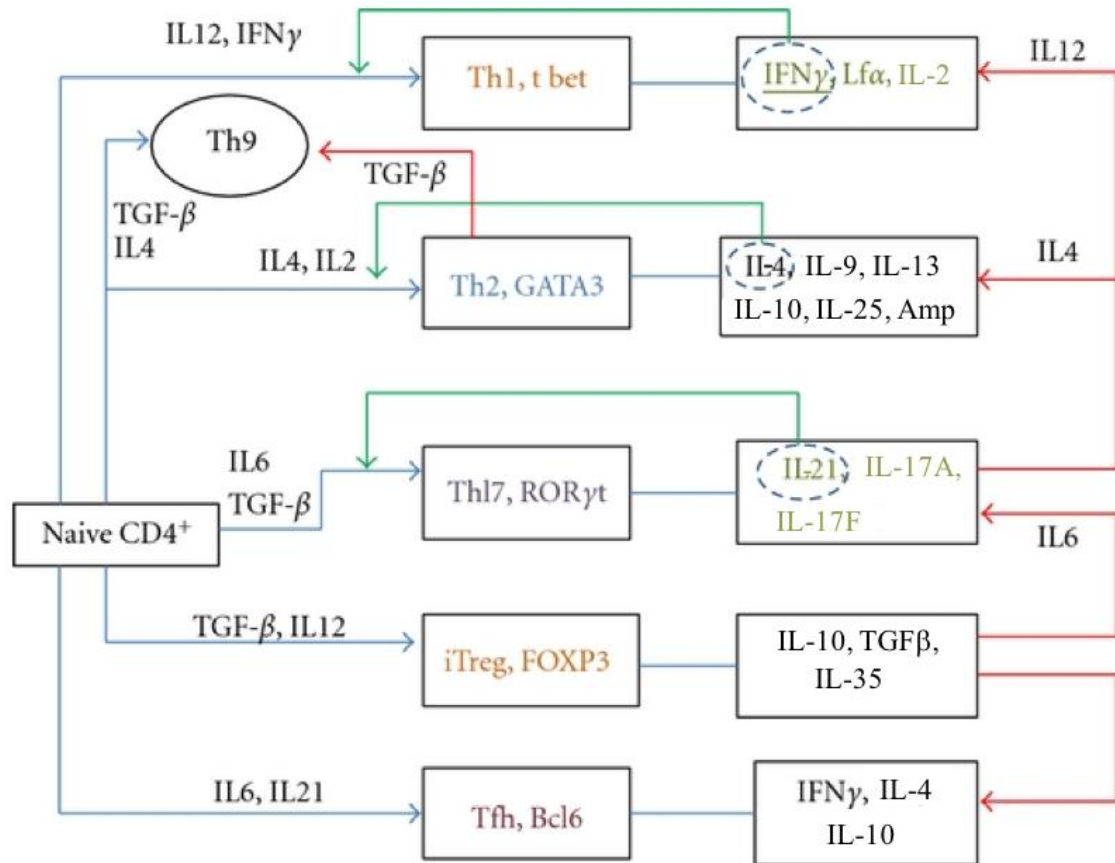 IL12, IFNγ
Th1, t bet
IFNγ, Lfα, IL-2
IL12
Th9
TGF-β
TGF-β
IL4
IL4, IL2
Th2, GATA3
IL-4, IL-9, IL-13
IL-10, IL-25, Amp
IL4
IL6
TGF-β
Th17, RORγt
IL-21, IL-17A,
IL-17F
IL6
Naive CD4⁺
TGF-β, IL12
iTreg, FOXP3
IL-10, TGFβ,
IL-35
IL6, IL21
Tfh, Bcl6
IFNγ, IL-4
IL-10